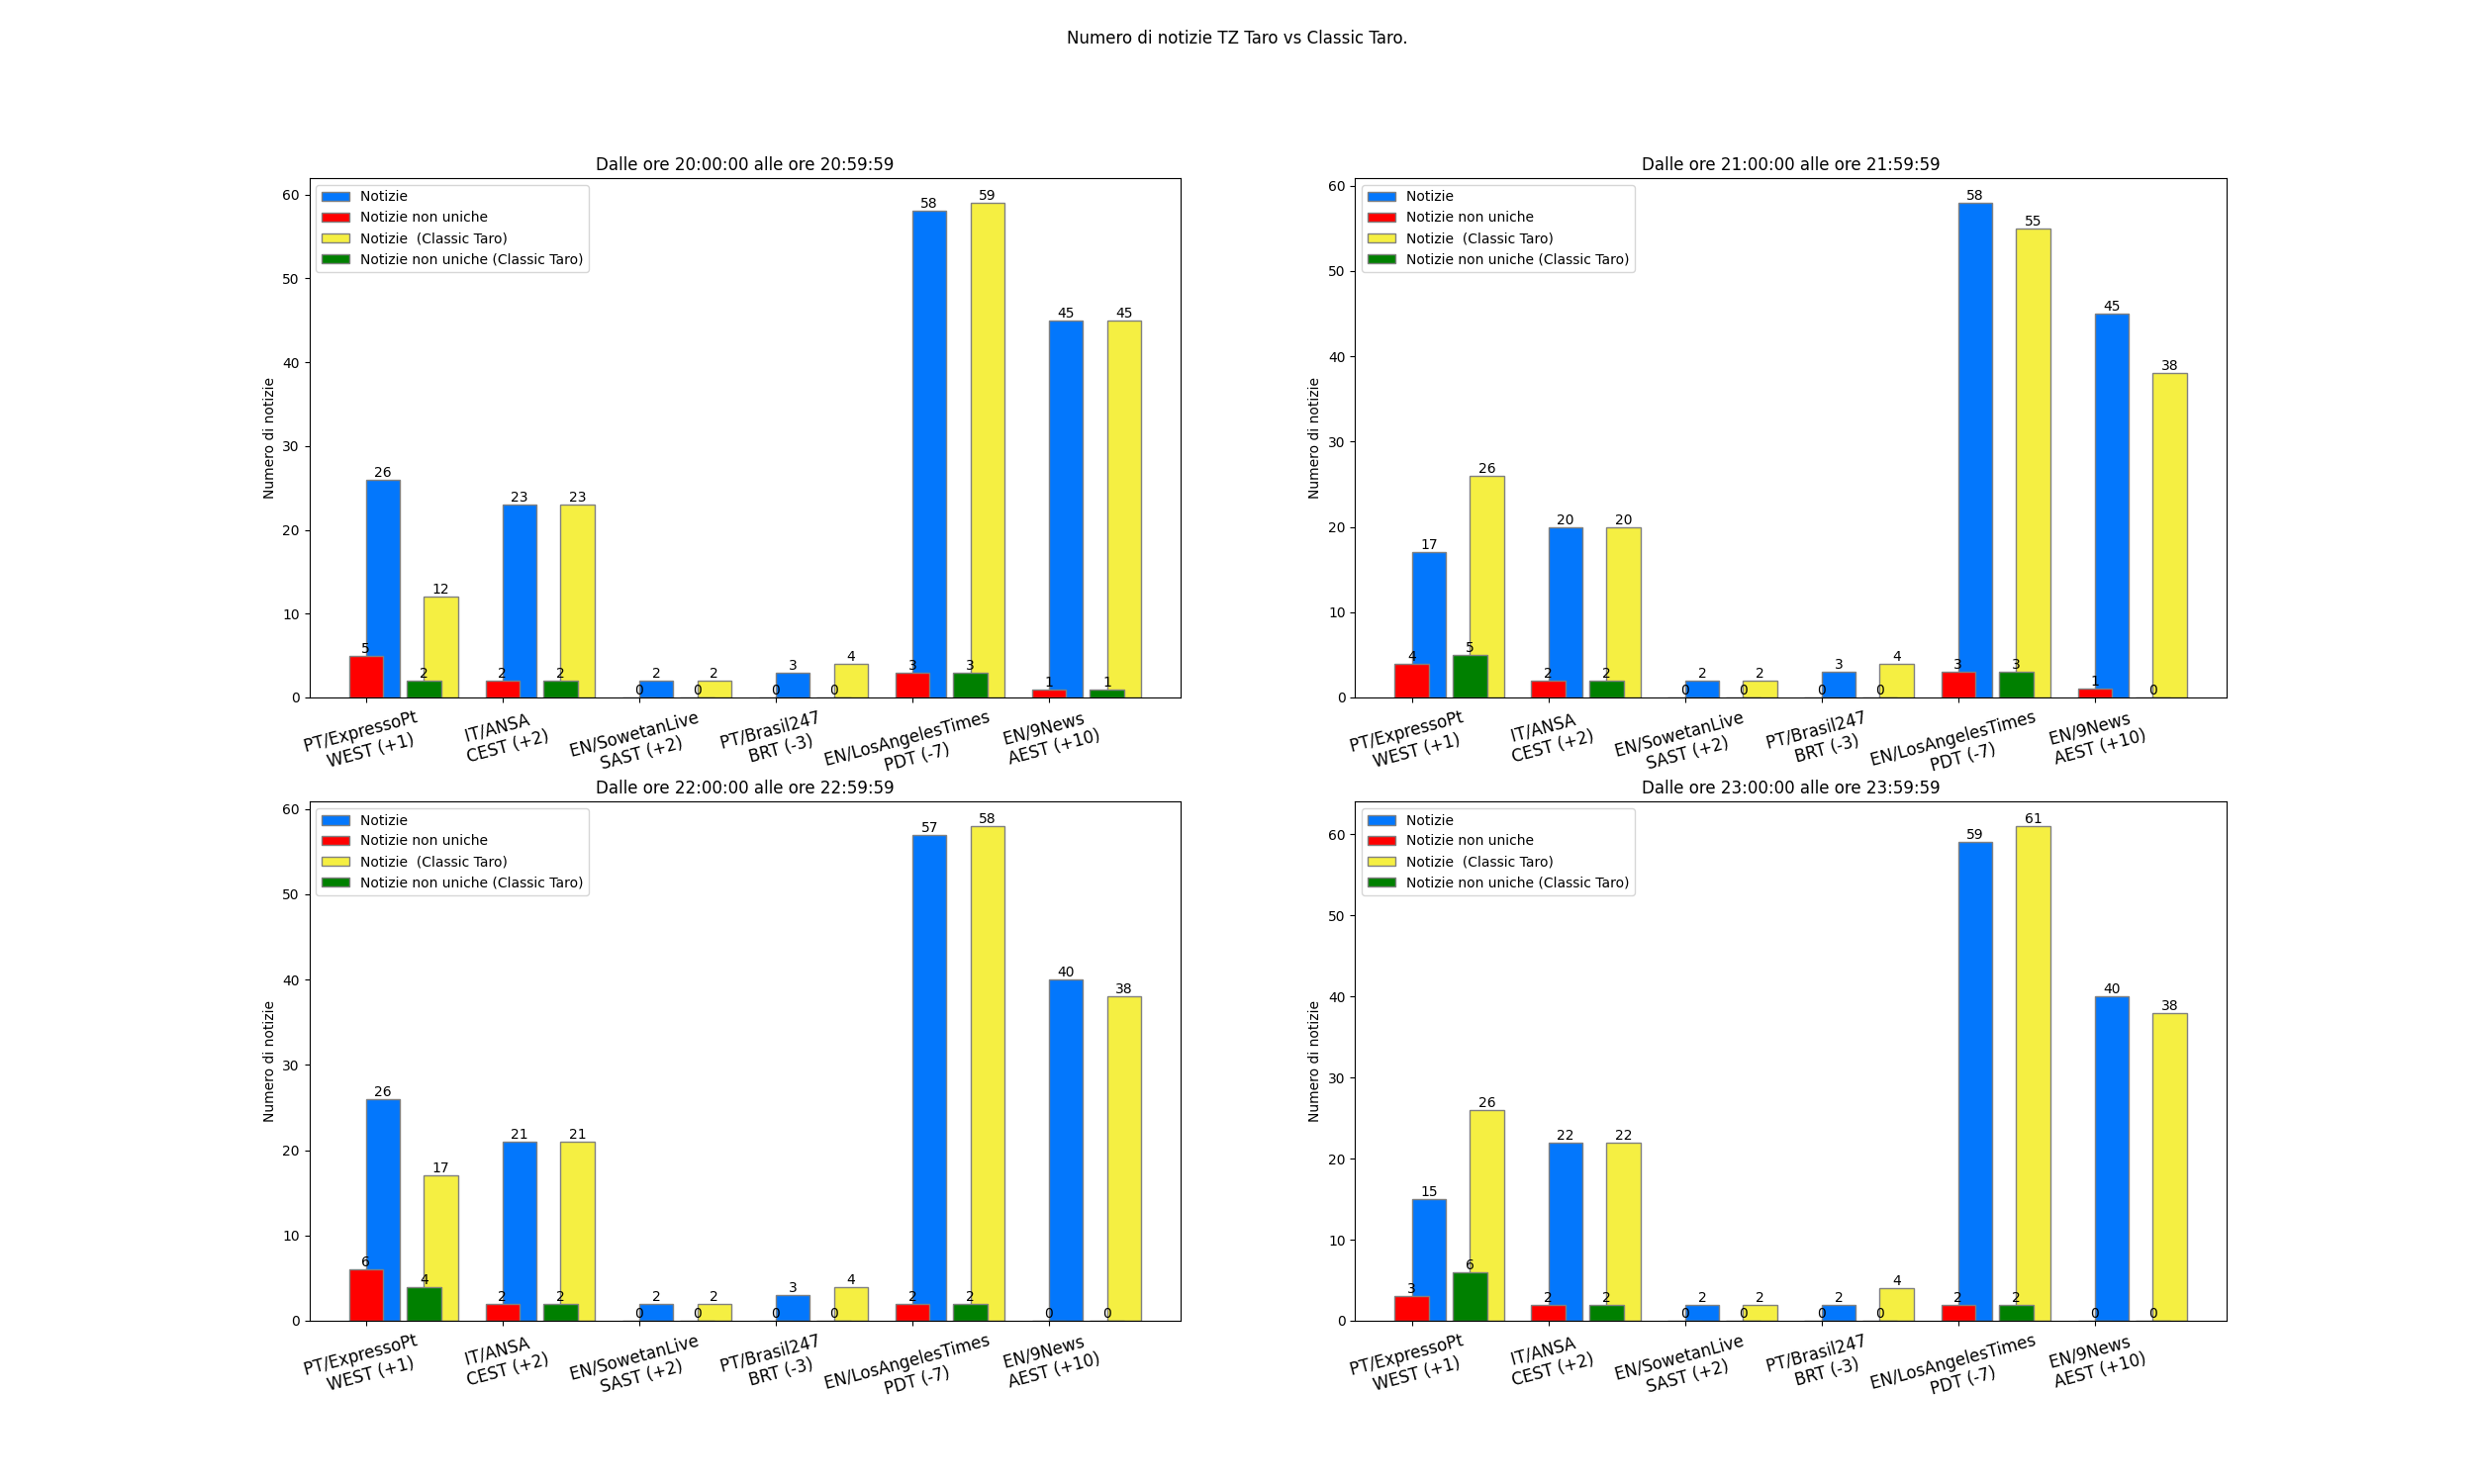 Numero di notizie TZ Taro vs Classic Taro.
Dalle ore 20:00:00 alle ore 20:59:59
Notizie
Notizie non uniche
Notizie  (Classic Taro)
Notizie non uniche (Classic Taro)
Numero di notizie
60
50
40
30
20
10
0
5 26 2 12
2 23 2 23
0 2 0 2
0 3 0 4
3 58 3 59
1 45 1 45
PT/ExpressoPt
WEST (+1)
IT/ANSA
CEST (+2)
EN/SowetanLive
SAST (+2)
PT/Brasil247
BRT (-3)
EN/LosAngelesTimes
PDT (-7)
EN/9News
AEST (+10)
Dalle ore 21:00:00 alle ore 21:59:59
Notizie
Notizie non uniche
Notizie  (Classic Taro)
Notizie non uniche (Classic Taro)
Numero di notizie
60
50
40
30
20
10
0
4 17 5 26
2 20 2 20
0 2 0 2
0 3 0 4
3 58 3 55
1 45 0 38
PT/ExpressoPt
WEST (+1)
IT/ANSA
CEST (+2)
EN/SowetanLive
SAST (+2)
PT/Brasil247
BRT (-3)
EN/LosAngelesTimes
PDT (-7)
EN/9News
AEST (+10)
Dalle ore 22:00:00 alle ore 22:59:59
Notizie
Notizie non uniche
Notizie  (Classic Taro)
Notizie non uniche (Classic Taro)
Numero di notizie
60
50
40
30
20
10
0
6 26 4 17
2 21 2 21
0 2 0 2
0 3 0 4
2 57 2 58
0 40 0 38
PT/ExpressoPt
WEST (+1)
IT/ANSA
CEST (+2)
EN/SowetanLive
SAST (+2)
PT/Brasil247
BRT (-3)
EN/LosAngelesTimes
PDT (-7)
EN/9News
AEST (+10)
Dalle ore 23:00:00 alle ore 23:59:59
Notizie
Notizie non uniche
Notizie  (Classic Taro)
Notizie non uniche (Classic Taro)
Numero di notizie
60
50
40
30
20
10
0
3 15 6 26
2 22 2 22
0 2 0 2
0 2 0 4
2 59 2 61
0 40 0 38
PT/ExpressoPt
WEST (+1)
IT/ANSA
CEST (+2)
EN/SowetanLive
SAST (+2)
PT/Brasil247
BRT (-3)
EN/LosAngelesTimes
PDT (-7)
EN/9News
AEST (+10)